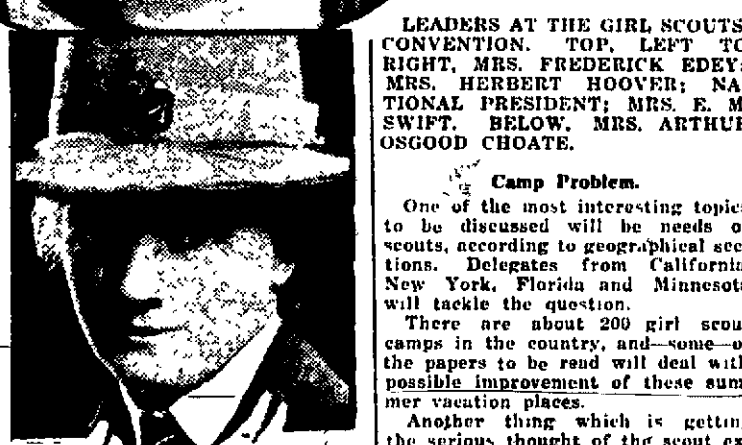 LEADERS AT THE GIRL SCOUTS
CONVENTION. TOP, LEFT TO
RIGHT, MRS. FREDERICK EDEY;
MRS. HERBERT HOOVER; NA-
TIONAL PRESIDENT; MRS. E. M.
SWIFT. BELOW, MRS. ARTHUR
OSGOOD CHOATE.
Camp Problem.
One of the most interesting topics
to be discussed will be needs of
scouts, according to geographical sec-
tions. Delegates from California
New York, Florida and Minnesota
will tackle the question.
There are about 200 girl scout
camps in the country, and—some—of
the papers to be read will deal with
possible improvement of these sum-
mer vacation places.
Another thing which is getting
the serious thought of the scout ex